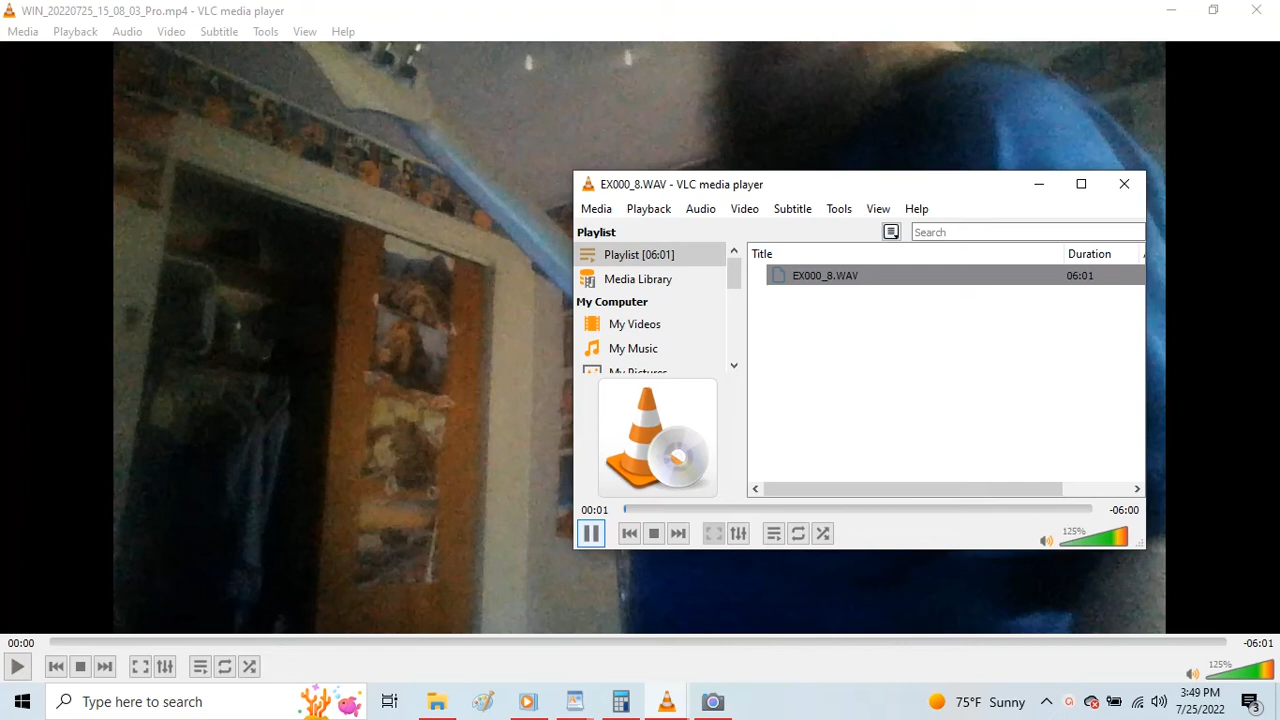 WIN_20220725_15_08_03_Pro.mp4 - VLC media player
Media Playback Audio Video Subtitle Tools View Help
EX000_8.WAV - VLC media player
Media Playback Audio Video Subtitle Tools View Help
Playlist
Search
Playlist [06:01]
Media Library
My Computer
My Videos
My Music
My Pictures
Title Duration
EX000_8.WAV 06:01
00:01 -06:00
125%
00:00 -06:01
125%
Type here to search
75°F Sunny
3:49 PM
7/25/2022
3